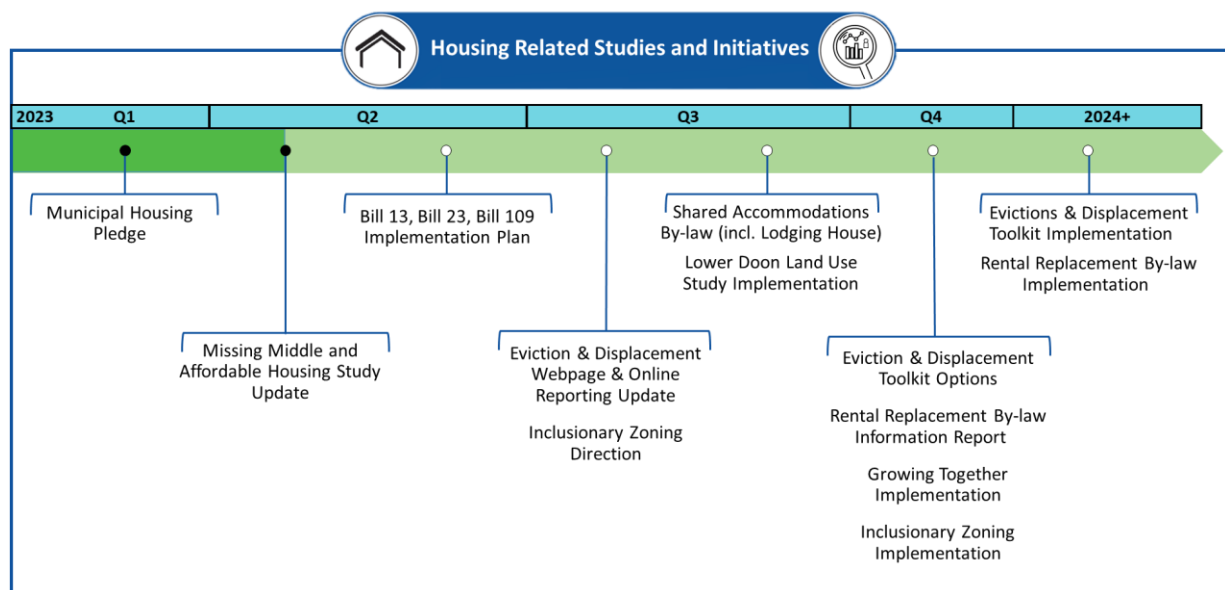 Housing Related Studies and Initiatives
2023 Q1 Q2 Q3 Q4 2024+
Municipal Housing
Pledge
Missing Middle and
Affordable Housing Study
Update
Bill 13, Bill 23, Bill 109
Implementation Plan
Eviction & Displacement
Webpage & Online
Reporting Update
Inclusionary Zoning
Direction
Shared Accommodations
By-law (incl. Lodging House)
Lower Doon Land Use
Study Implementation
Eviction & Displacement
Toolkit Options
Rental Replacement By-law
Information Report
Growing Together
Implementation
Inclusionary Zoning
Implementation
Evictions & Displacement
Toolkit Implementation
Rental Replacement By-law
Implementation